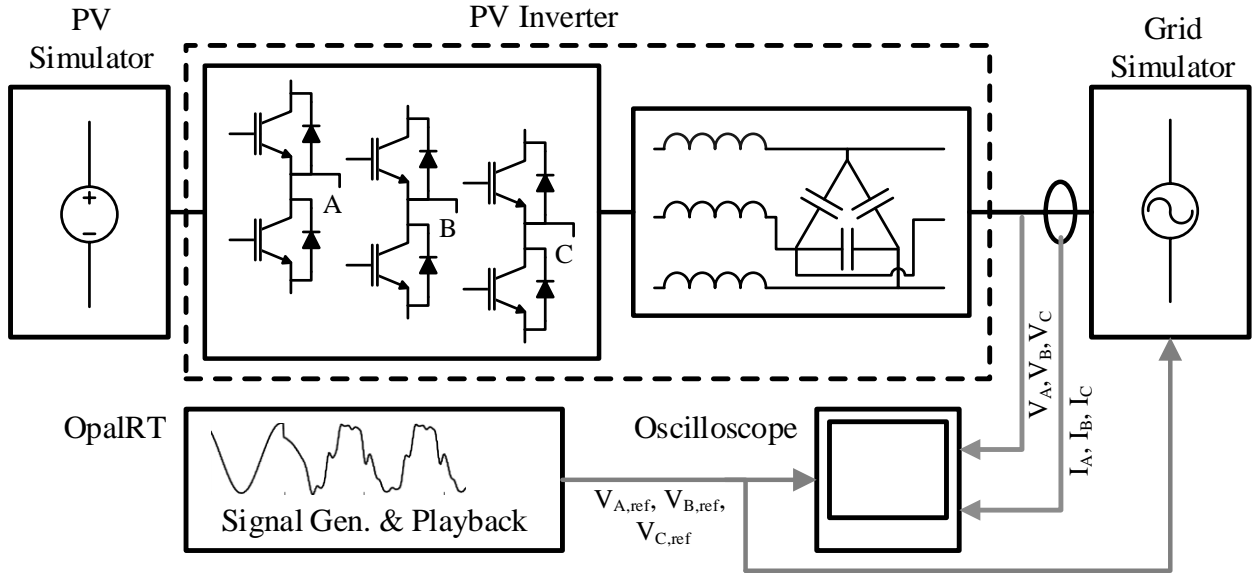 PV
Simulator
PV Inverter
Grid
Simulator
A
B
C
V_A, V_B, V_C
I_A, I_B, I_C
OpalRT
Signal Gen. & Playback
Oscilloscope
V_A,ref, V_B,ref,
V_C,ref